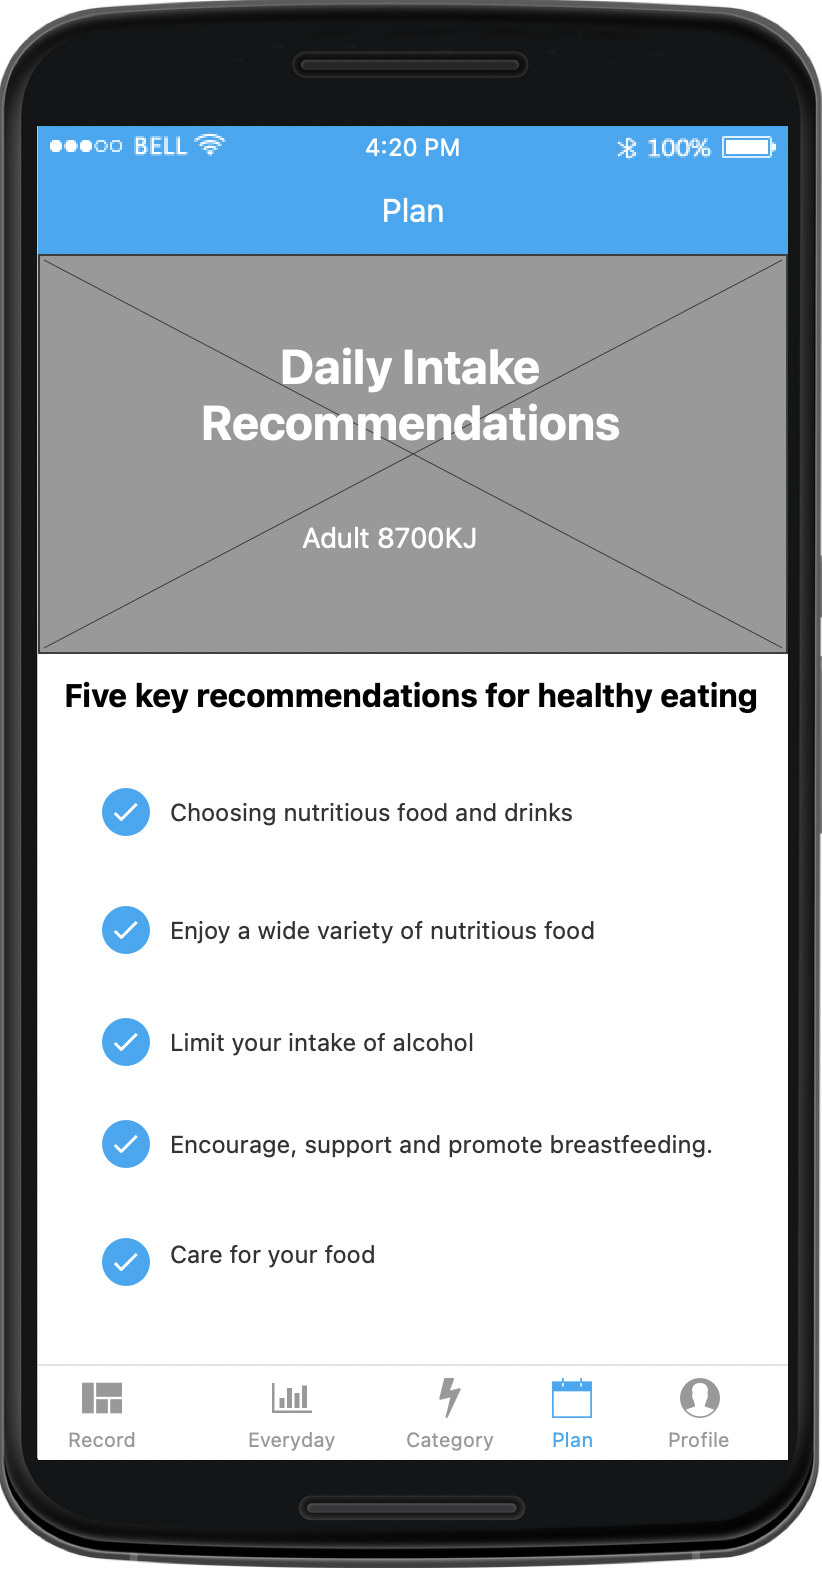 BELL 4:20 PM 100%
Plan
Daily Intake
Recommendations
Adult 8700KJ
Five key recommendations for healthy eating
Choosing nutritious food and drinks
Enjoy a wide variety of nutritious food
Limit your intake of alcohol
Encourage, support and promote breastfeeding.
Care for your food
Record Everyday Category Plan Profile